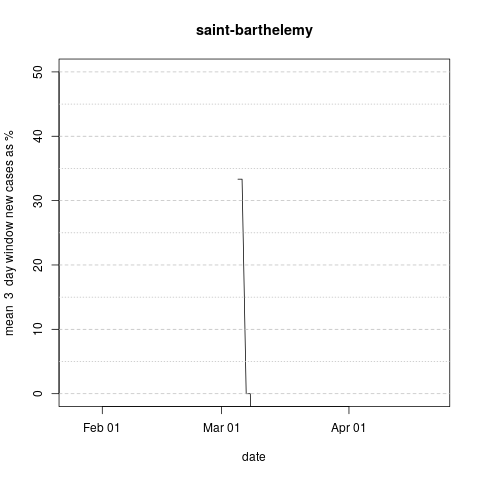 saint-barthelemy
mean  3  day window new cases as %
50
40
30
20
10
0
Feb 01
Mar 01
Apr 01
date